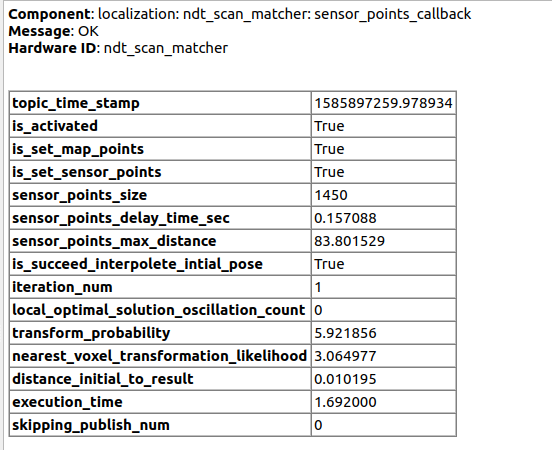 Component: localization: ndt_scan_matcher: sensor_points_callback
Message: OK
Hardware ID: ndt_scan_matcher
topic_time_stamp 1585897259.978934
is_activated True
is_set_map_points True
is_set_sensor_points True
sensor_points_size 1450
sensor_points_delay_time_sec 0.157088
sensor_points_max_distance 83.801529
is_succeed_interpolete_intial_pose True
iteration_num 1
local_optimal_solution_oscillation_count 0
transform_probability 5.921856
nearest_voxel_transformation_likelihood 3.064977
distance_initial_to_result 0.010195
execution_time 1.692000
skipping_publish_num 0